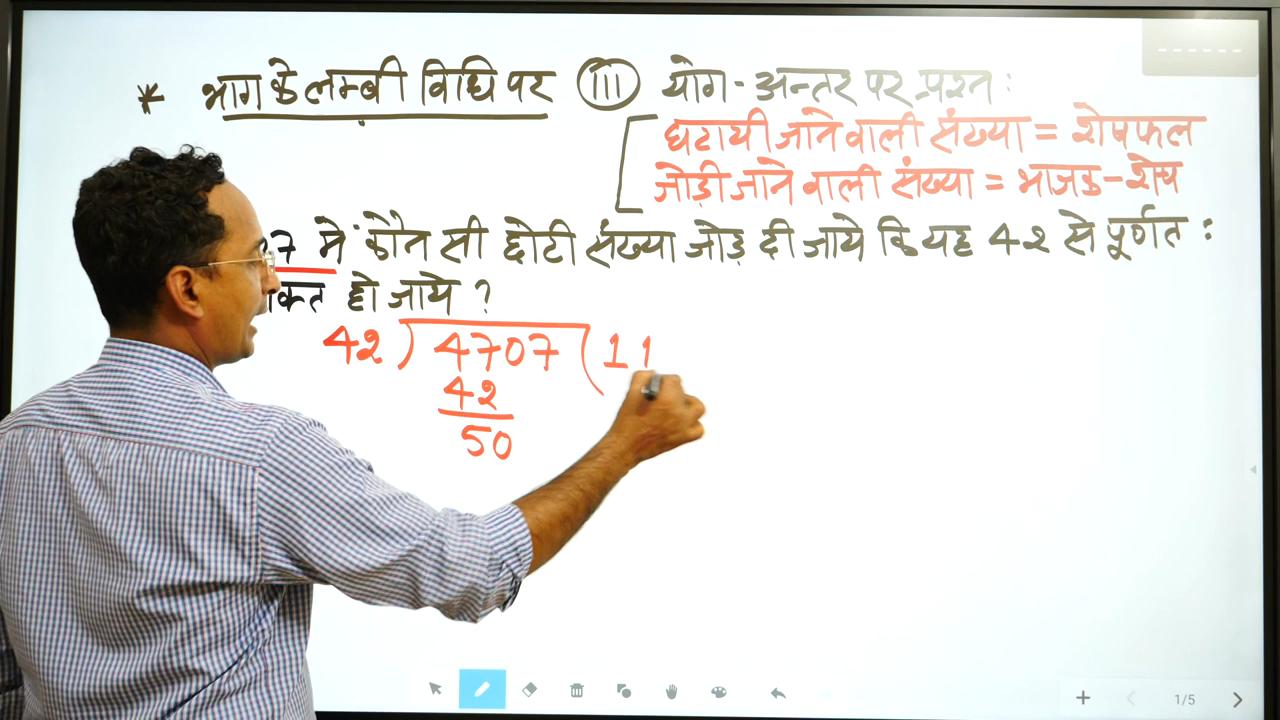 * भाग के लम्बी विधि पर (III) योग - अन्तर पर प्रश्न :
घटायी जाने वाली संख्या = शेषफल
जोड़ी जाने वाली संख्या = भाजक - शेष
7 में कौन सी छोटी संख्या जोड़ दी जाये कि यह 42 से पूर्णत :
हो जाये ?
42 ) 4707 ( 11
42
50
1/5